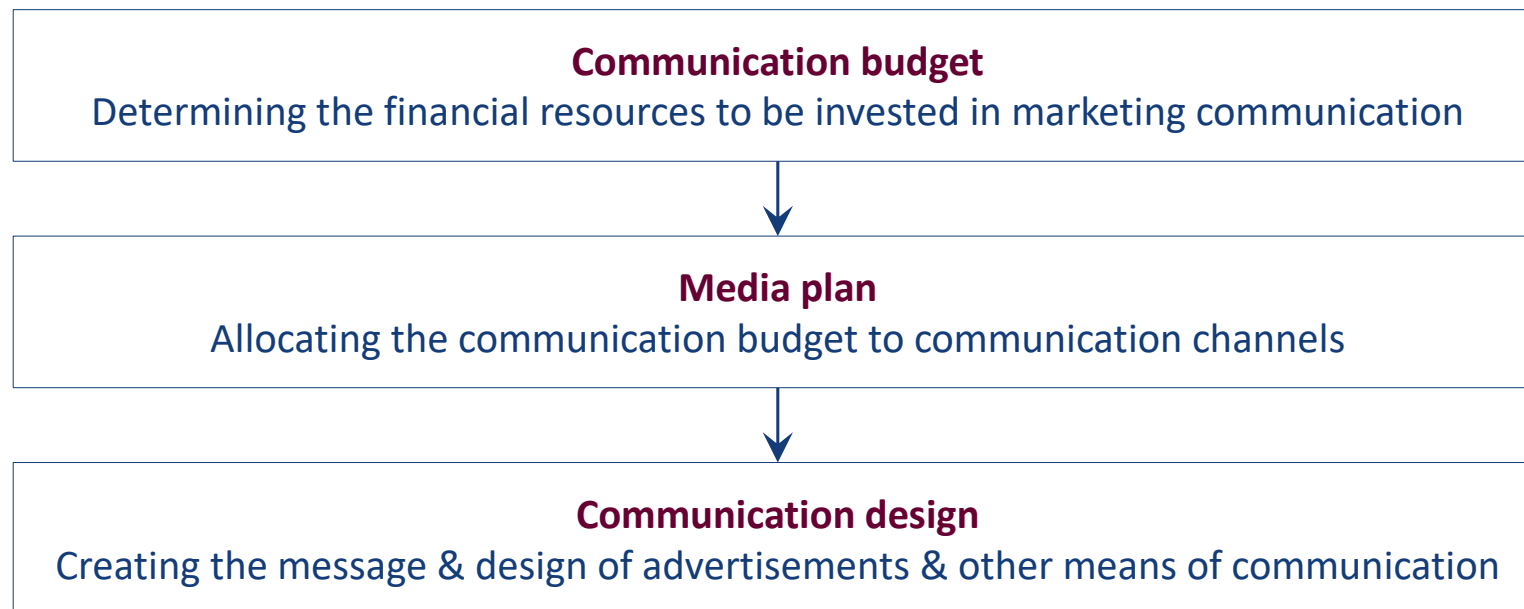 Communication budget
Determining the financial resources to be invested in marketing communication
Media plan
Allocating the communication budget to communication channels
Communication design
Creating the message & design of advertisements & other means of communication